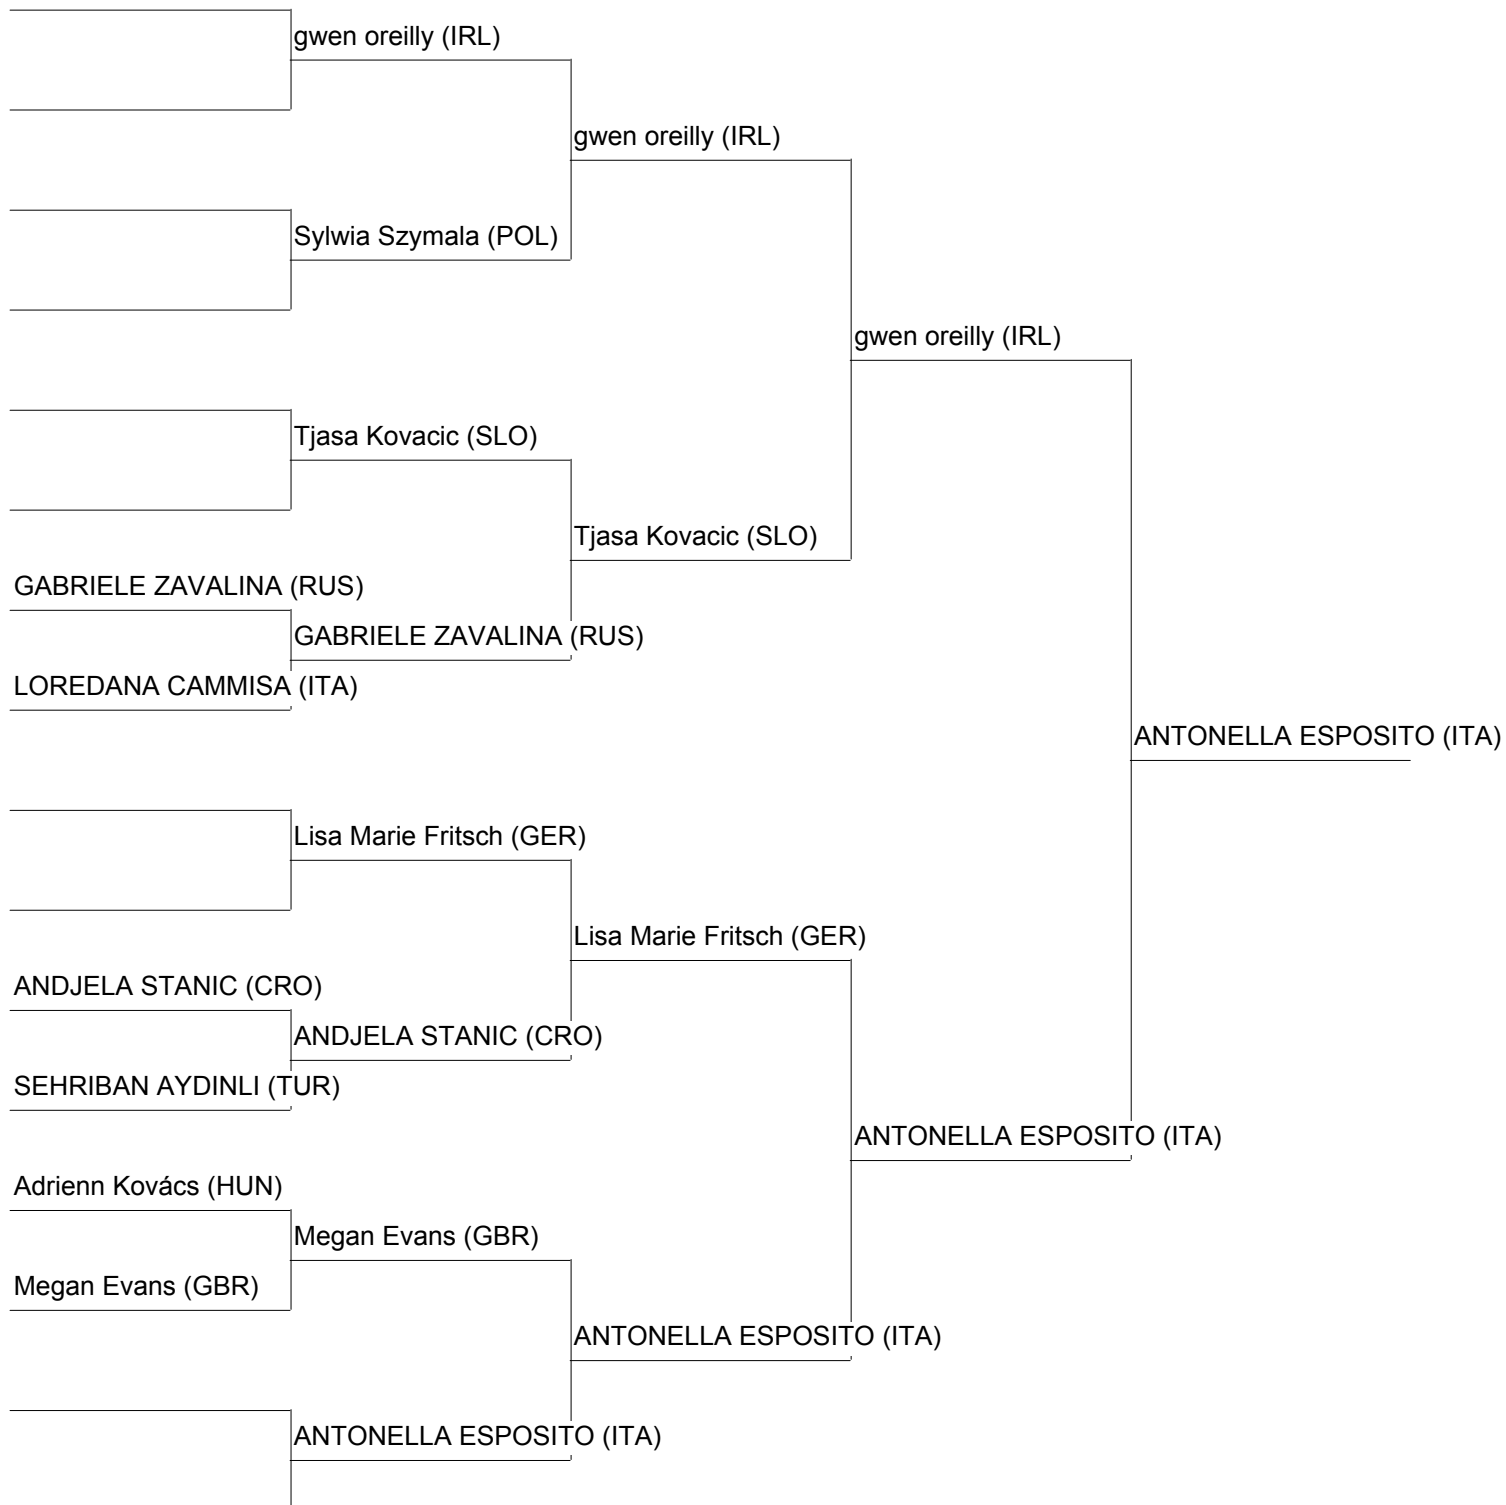 gwen oreilly (IRL)
gwen oreilly (IRL)
Sylwia Szymala (POL)
gwen oreilly (IRL)
Tjasa Kovacic (SLO)
Tjasa Kovacic (SLO)
GABRIELE ZAVALINA (RUS)
GABRIELE ZAVALINA (RUS)
LOREDANA CAMMISA (ITA)
ANTONELLA ESPOSITO (ITA)
Lisa Marie Fritsch (GER)
Lisa Marie Fritsch (GER)
ANDJELA STANIC (CRO)
ANDJELA STANIC (CRO)
SEHRIBAN AYDINLI (TUR)
ANTONELLA ESPOSITO (ITA)
Adrienn Kovács (HUN)
Megan Evans (GBR)
Megan Evans (GBR)
ANTONELLA ESPOSITO (ITA)
ANTONELLA ESPOSITO (ITA)